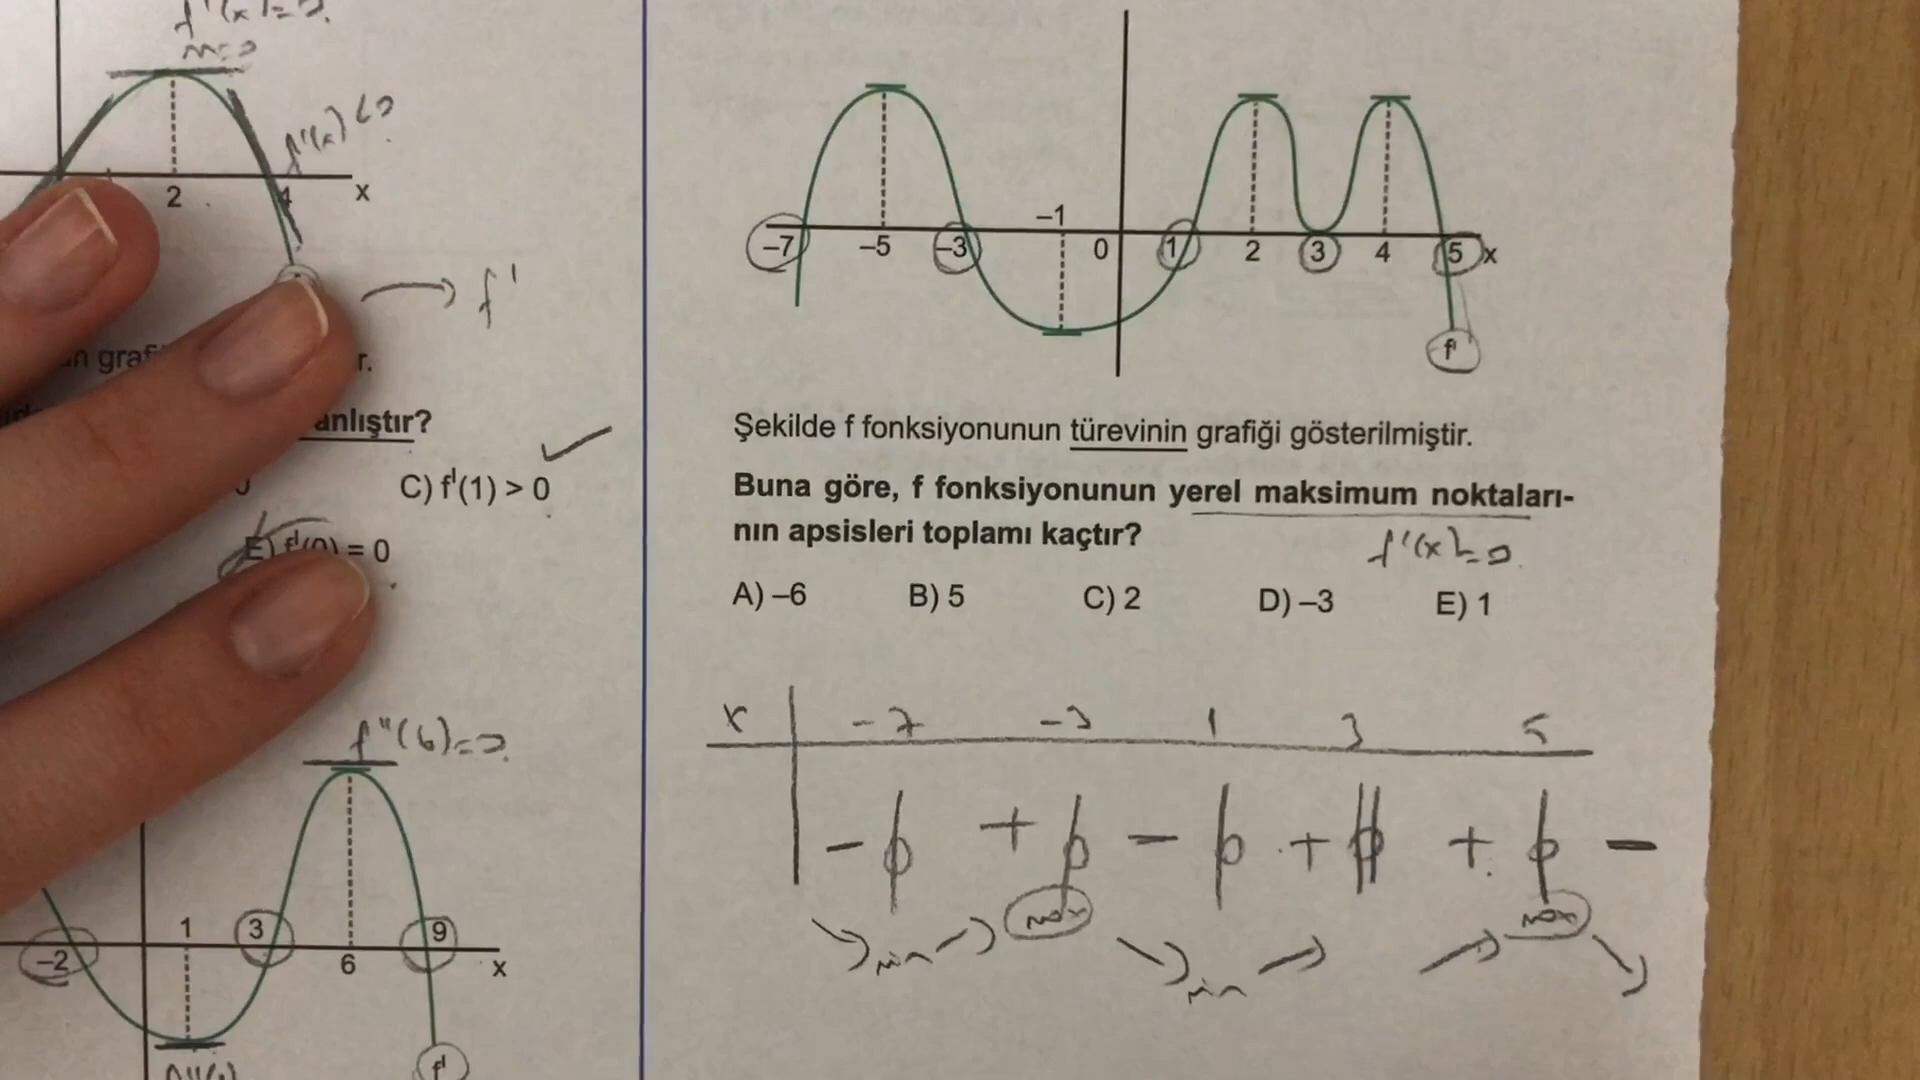 f'(x)=0.
m=0
f'(x)<0
2
4
x
f'
r.
anlıştır?
C) f'(1) > 0
E) f'(0) = 0
f''(6)=0
-2
1
3
6
9
x
f'
–7
–5
–3
–1
0
1
2
3
4
5
x
f'
Şekilde f fonksiyonunun türevinin grafiği gösterilmiştir.
Buna göre, f fonksiyonunun yerel maksimum noktaları-
nın apsisleri toplamı kaçtır?
f'(x)=0
A) –6 B) 5 C) 2 D) –3 E) 1
x -7 -3 1 3 5
- + - + + -
min max min max